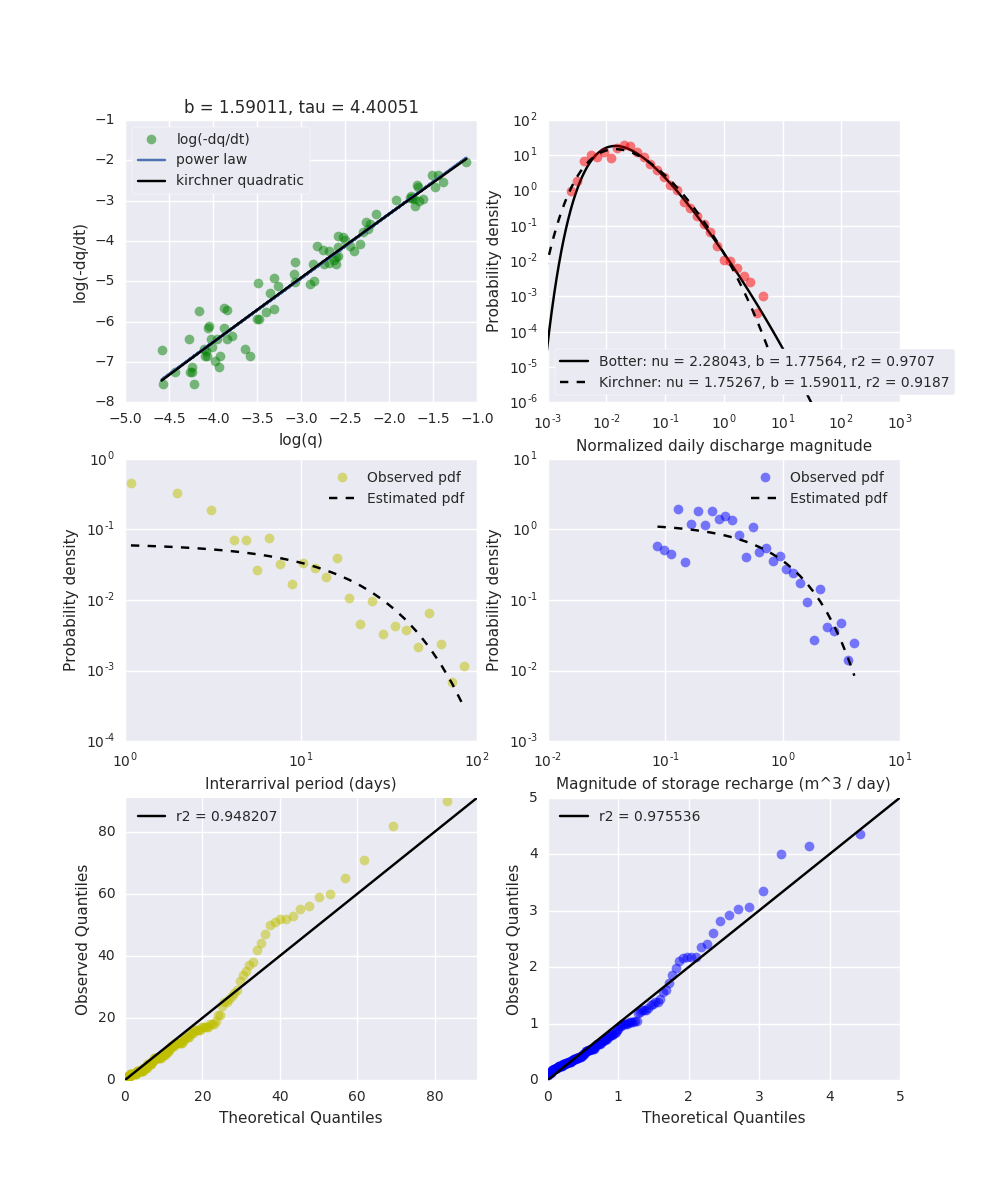 b = 1.59011, tau = 4.40051
log(-dq/dt)
power law
kirchner quadratic
−1
−2
−3
−4
−5
−6
−7
−8
log(-dq/dt)
−5.0 −4.5 −4.0 −3.5 −3.0 −2.5 −2.0 −1.5 −1.0
log(q)
10^2
10^1
10^0
10^-1
10^-2
10^-3
10^-4
10^-5
10^-6
Probability density
Botter: nu = 2.28043, b = 1.77564, r2 = 0.9707
Kirchner: nu = 1.75267, b = 1.59011, r2 = 0.9187
10^-3 10^-2 10^-1 10^0 10^1 10^2 10^3
Normalized daily discharge magnitude
Observed pdf
Estimated pdf
10^0
10^-1
10^-2
10^-3
10^-4
Probability density
10^0 10^1 10^2
Interarrival period (days)
Observed pdf
Estimated pdf
10^1
10^0
10^-1
10^-2
10^-3
Probability density
10^-2 10^-1 10^0 10^1
Magnitude of storage recharge (m^3 / day)
r2 = 0.948207
80
60
40
20
0
Observed Quantiles
0 20 40 60 80
Theoretical Quantiles
r2 = 0.975536
5
4
3
2
1
0
Observed Quantiles
0 1 2 3 4 5
Theoretical Quantiles